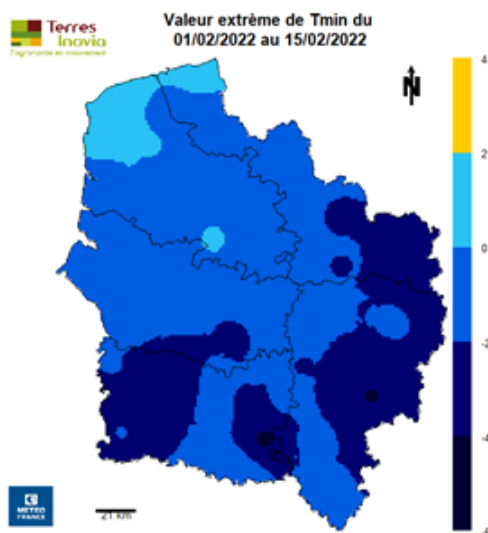 Terres
Inovia
l'agronomie en mouvement
Valeur extrême de Tmin du
01/02/2022 au 15/02/2022
N
4
2
0
-2
-4
21 km
METEO
FRANCE